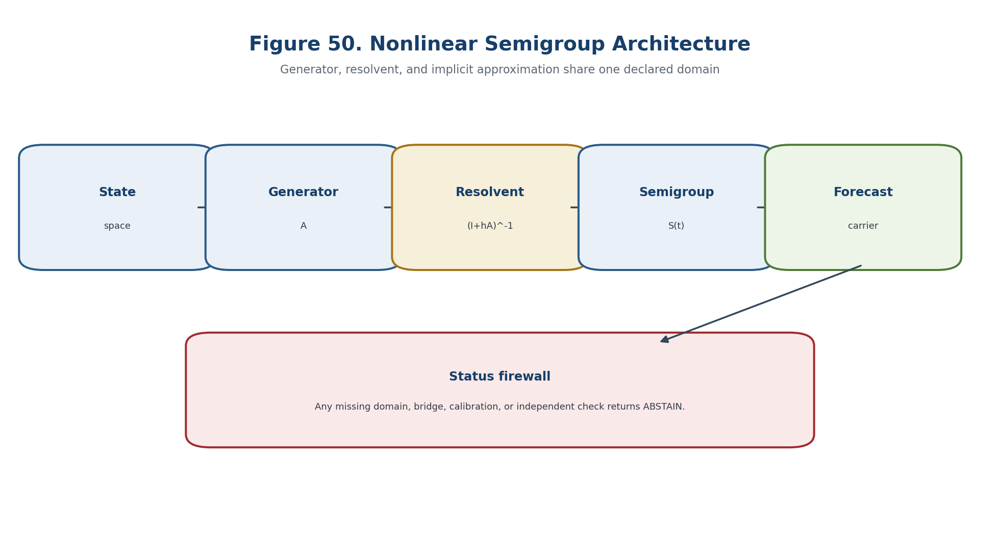 Figure 50. Nonlinear Semigroup Architecture
Generator, resolvent, and implicit approximation share one declared domain
State
space
Generator
A
Resolvent
(I+hA)^-1
Semigroup
S(t)
Forecast
carrier
Status firewall
Any missing domain, bridge, calibration, or independent check returns ABSTAIN.